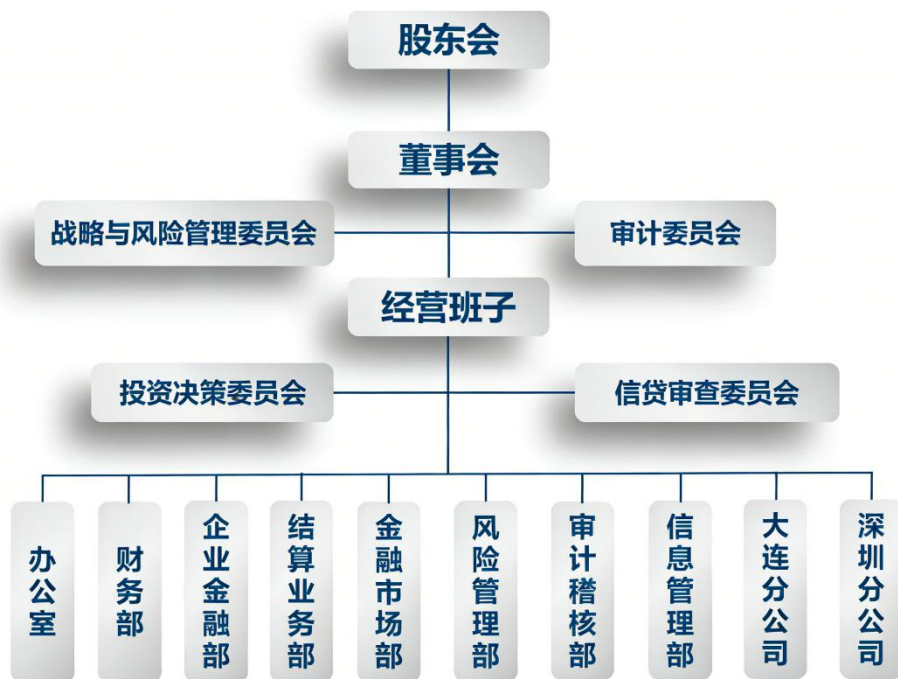 股东会
董事会
战略与风险管理委员会
审计委员会
经营班子
投资决策委员会
信贷审查委员会
办公室
财务部
企业金融部
结算业务部
金融市场部
风险管理部
审计稽核部
信息管理部
大连分公司
深圳分公司